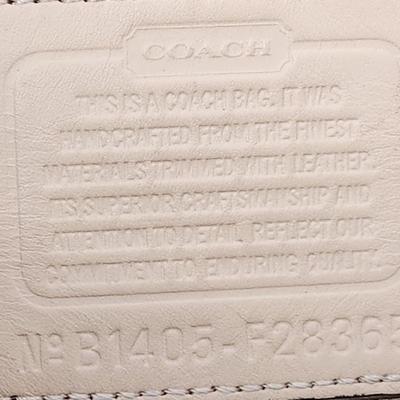 COACH
THIS IS A COACH BAG. IT WAS
HANDCRAFTED FROM THE FINEST
MATERIALS TRIMMED WITH LEATHER.
ITS SUPERIOR CRAFTSMANSHIP AND
ATTENTION TO DETAIL REFLECT OUR
COMMITMENT TO ENDURING QUALITY.
Nº B1405-F28365